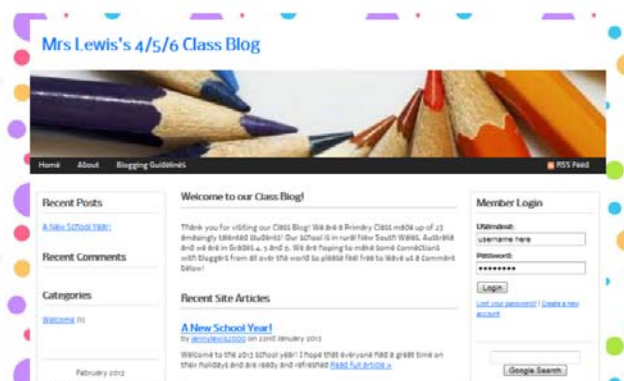 Mrs Lewis's 4/5/6 Class Blog
Home About Blogging Guidelines RSS Feed
Recent Posts
A New School Year!
Recent Comments
Categories
Welcome (1)
February 2012
Welcome to our Class Blog!
Thank you for visiting our Class Blog! We are a Primary Class made up of 23
amazingly talented students! Our school is in rural New South Wales, Australia
and we are in Grades 4, 5 and 6. We are hoping to make some connections
with bloggers from all over the world so please feel free to leave us a comment
below!
Recent Site Articles
A New School Year!
by jennylewis2000 on 22nd January 2012
Welcome to the 2012 school year! I hope that everyone had a great time on
their holidays and are ready and refreshed Read full article »
Member Login
Username:
username here
Password:
Login
Lost your password? | Create a new
account
Google Search